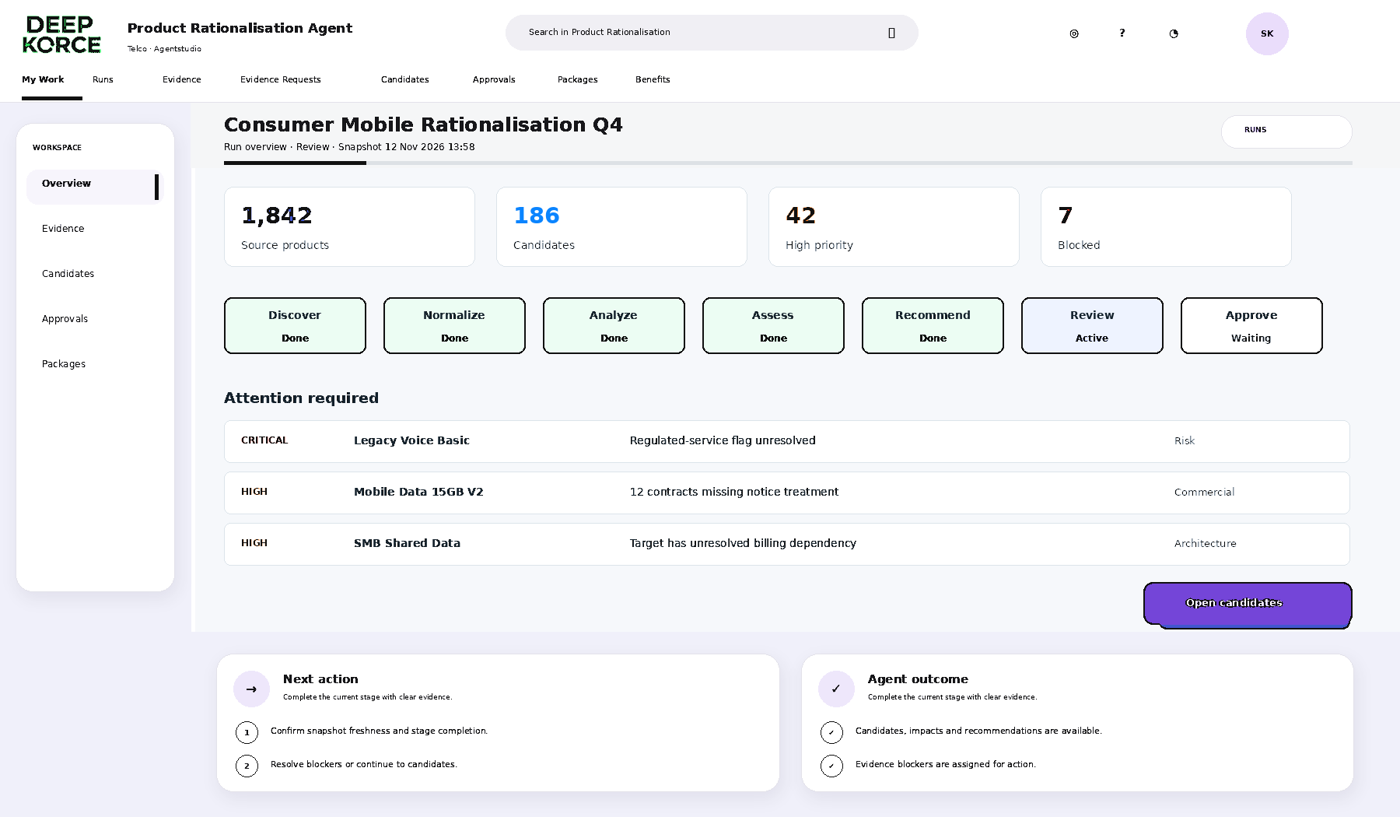 DEEP
KORCE
Product Rationalisation Agent
Telco · Agentstudio
Search in Product Rationalisation
?
SK
My Work Runs Evidence Evidence Requests Candidates Approvals Packages Benefits
WORKSPACE
Overview
Evidence
Candidates
Approvals
Packages
Consumer Mobile Rationalisation Q4
Run overview · Review · Snapshot 12 Nov 2026 13:58
RUNS
1,842
Source products
186
Candidates
42
High priority
7
Blocked
Discover
Done
Normalize
Done
Analyze
Done
Assess
Done
Recommend
Done
Review
Active
Approve
Waiting
Attention required
CRITICAL Legacy Voice Basic Regulated-service flag unresolved Risk
HIGH Mobile Data 15GB V2 12 contracts missing notice treatment Commercial
HIGH SMB Shared Data Target has unresolved billing dependency Architecture
Open candidates
→ Next action
Complete the current stage with clear evidence.
1 Confirm snapshot freshness and stage completion.
2 Resolve blockers or continue to candidates.
✓ Agent outcome
Complete the current stage with clear evidence.
✓ Candidates, impacts and recommendations are available.
✓ Evidence blockers are assigned for action.